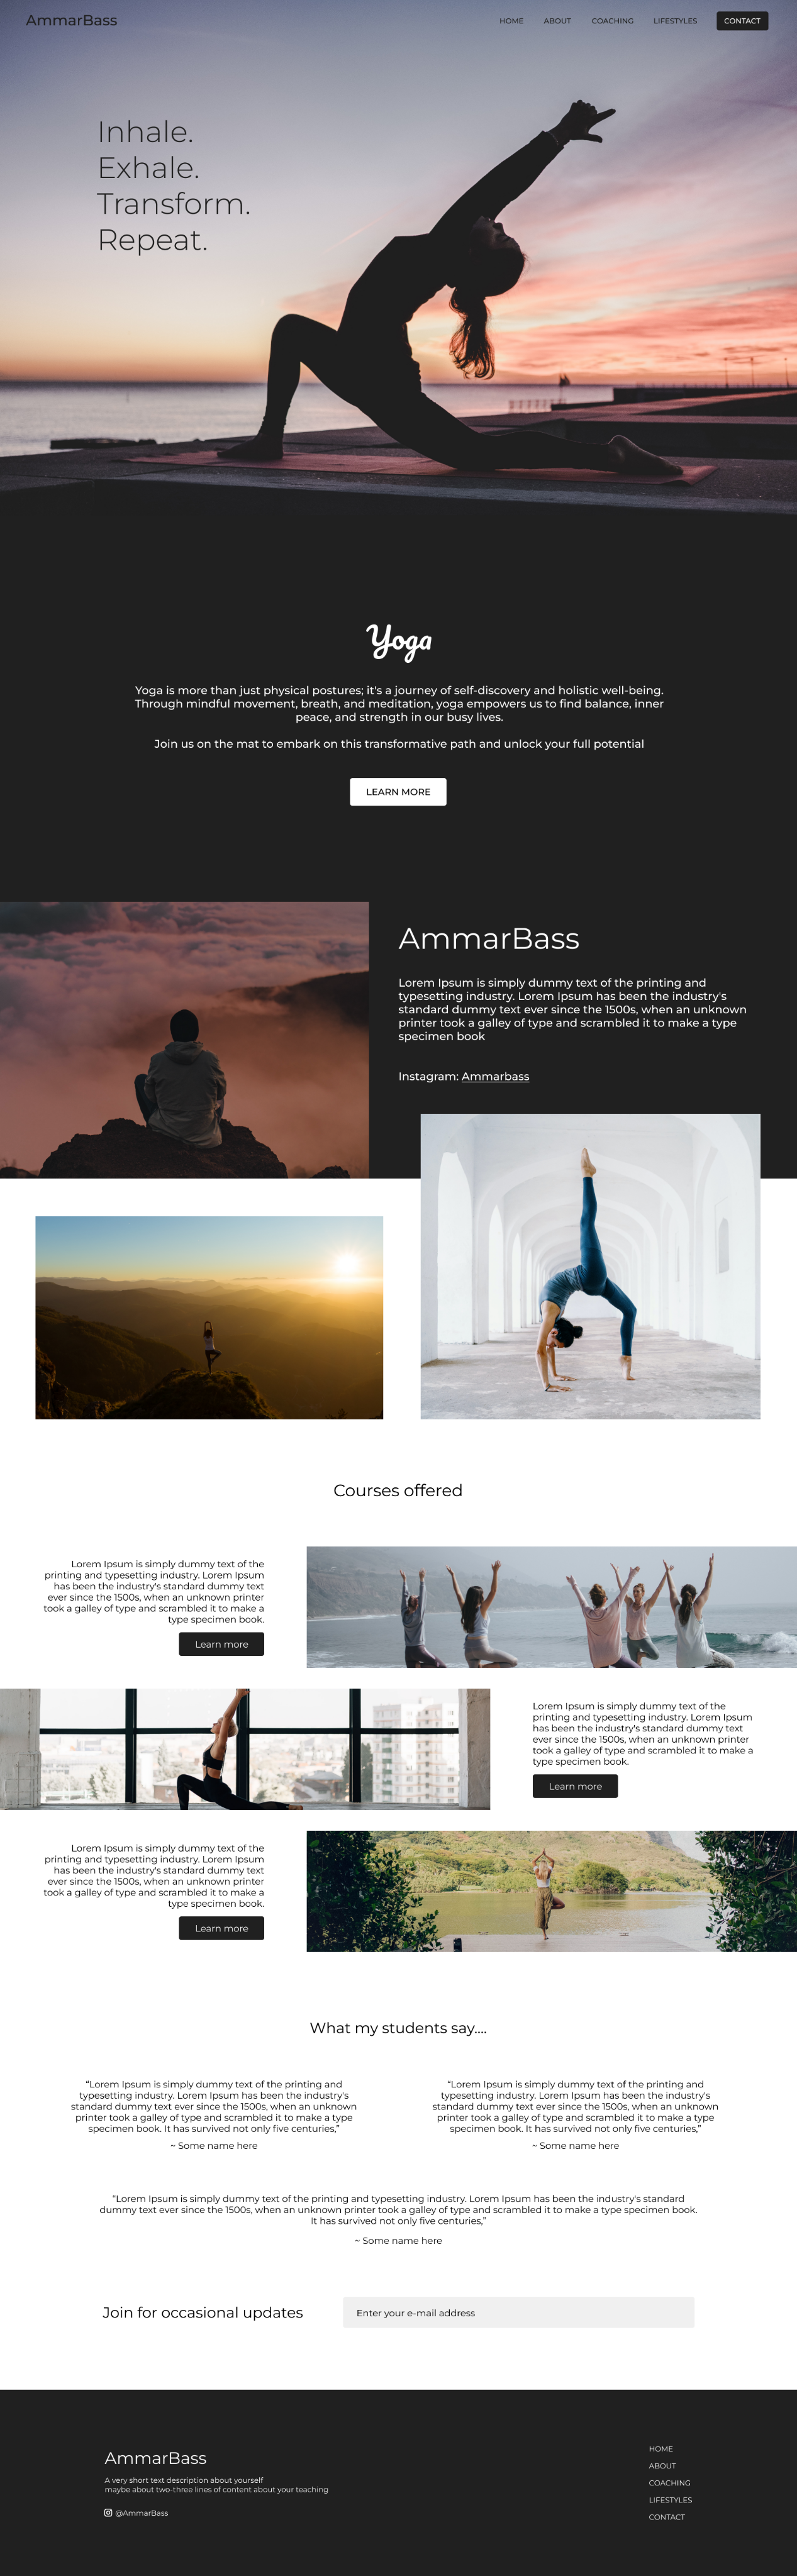 AmmarBass
HOME ABOUT COACHING LIFESTYLES CONTACT
Inhale.
Exhale.
Transform.
Repeat.
Yoga
Yoga is more than just physical postures; it's a journey of self-discovery and holistic well-being.
Through mindful movement, breath, and meditation, yoga empowers us to find balance, inner
peace, and strength in our busy lives.
Join us on the mat to embark on this transformative path and unlock your full potential
LEARN MORE
AmmarBass
Lorem Ipsum is simply dummy text of the printing and
typesetting industry. Lorem Ipsum has been the industry's
standard dummy text ever since the 1500s, when an unknown
printer took a galley of type and scrambled it to make a type
specimen book
Instagram: Ammarbass
Courses offered
Lorem Ipsum is simply dummy text of the
printing and typesetting industry. Lorem Ipsum
has been the industry's standard dummy text
ever since the 1500s, when an unknown printer
took a galley of type and scrambled it to make a
type specimen book.
Learn more
Lorem Ipsum is simply dummy text of the
printing and typesetting industry. Lorem Ipsum
has been the industry's standard dummy text
ever since the 1500s, when an unknown printer
took a galley of type and scrambled it to make a
type specimen book.
Learn more
Lorem Ipsum is simply dummy text of the
printing and typesetting industry. Lorem Ipsum
has been the industry's standard dummy text
ever since the 1500s, when an unknown printer
took a galley of type and scrambled it to make a
type specimen book.
Learn more
What my students say....
“Lorem Ipsum is simply dummy text of the printing and
typesetting industry. Lorem Ipsum has been the industry's
standard dummy text ever since the 1500s, when an unknown
printer took a galley of type and scrambled it to make a type
specimen book. It has survived not only five centuries,”
~ Some name here
“Lorem Ipsum is simply dummy text of the printing and
typesetting industry. Lorem Ipsum has been the industry's
standard dummy text ever since the 1500s, when an unknown
printer took a galley of type and scrambled it to make a type
specimen book. It has survived not only five centuries,”
~ Some name here
“Lorem Ipsum is simply dummy text of the printing and typesetting industry. Lorem Ipsum has been the industry's standard
dummy text ever since the 1500s, when an unknown printer took a galley of type and scrambled it to make a type specimen book.
It has survived not only five centuries,”
~ Some name here
Join for occasional updates
Enter your e-mail address
AmmarBass
A very short text description about yourself
maybe about two-three lines of content about your teaching
@AmmarBass
HOME
ABOUT
COACHING
LIFESTYLES
CONTACT